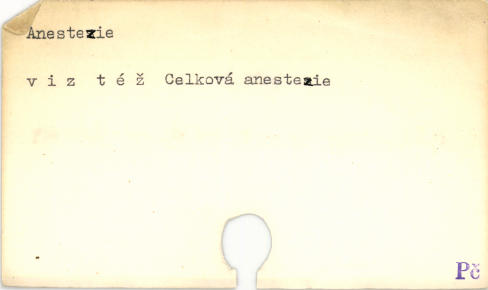 Anestezie
v i z  t é ž  Celková anestezie
Pč